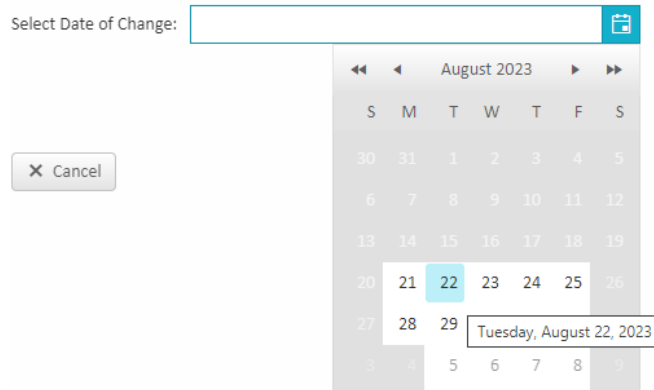 Select Date of Change:
August 2023
S M T W T F S
30 31 1 2 3 4 5
Cancel
6 7 8 9 10 11 12
13 14 15 16 17 18 19
20 21 22 23 24 25 26
27 28 29
Tuesday, August 22, 2023
3 4 5 6 7 8 9